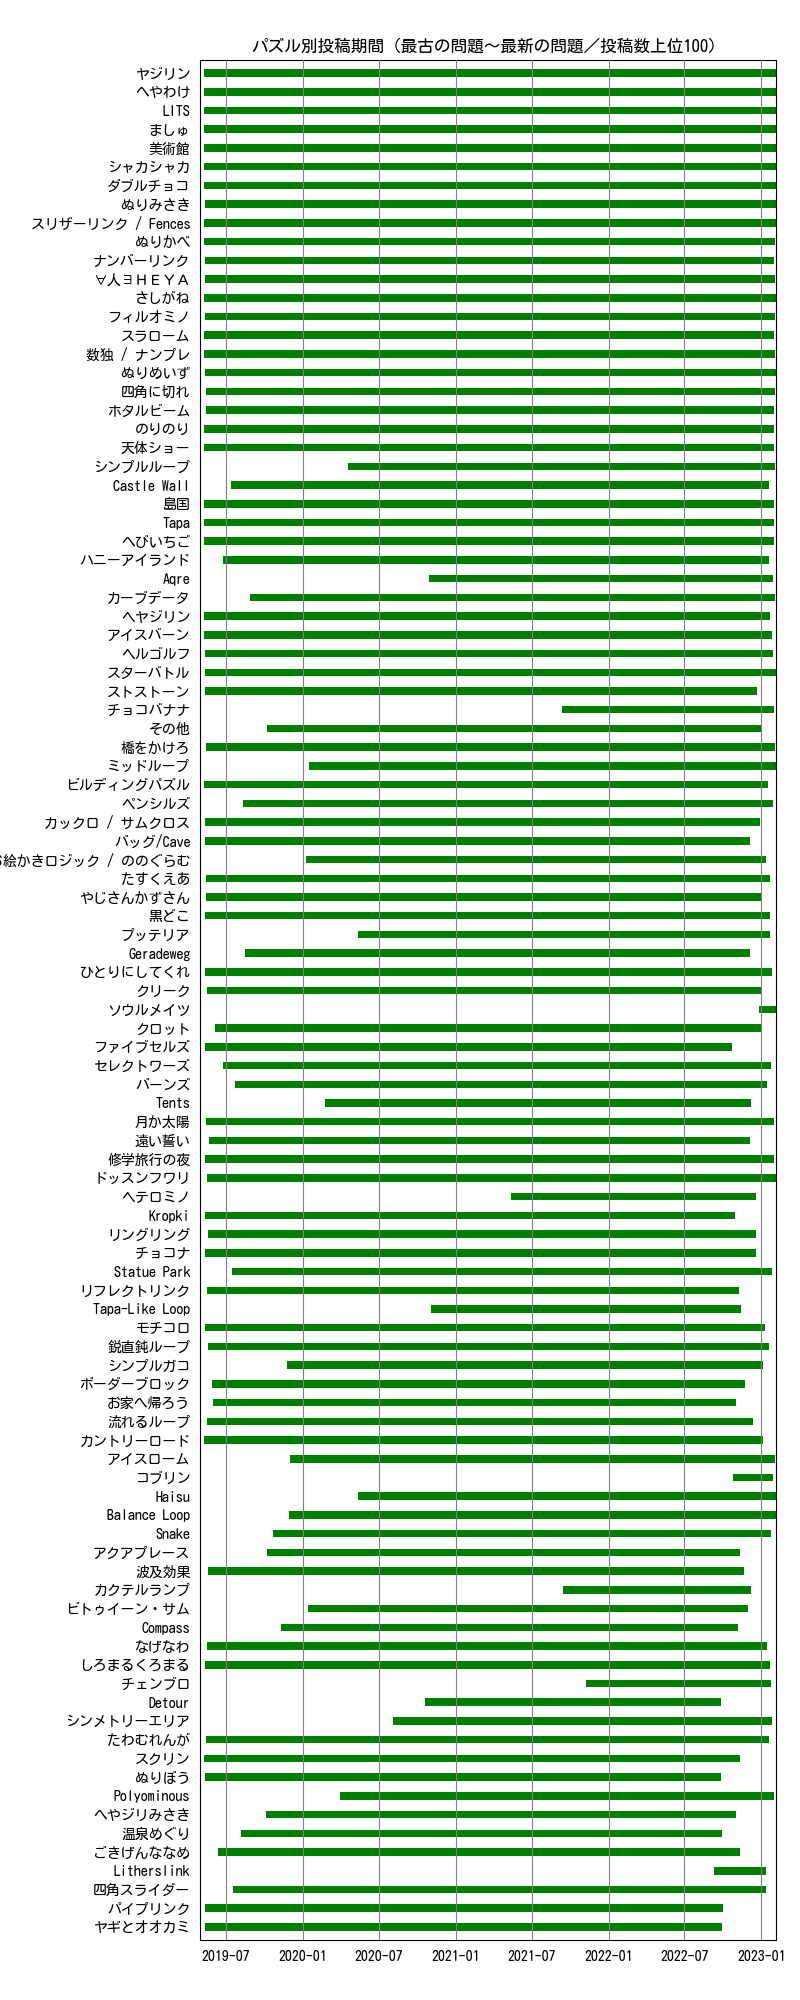 パズル別投稿期間（最古の問題～最新の問題／投稿数上位100）
ヤジリン
へやわけ
LITS
ましゅ
美術館
シャカシャカ
ダブルチョコ
ぬりみさき
スリザーリンク / Fences
ぬりかべ
ナンバーリンク
∀人∃ＨＥＹＡ
さしがね
フィルオミノ
スラローム
数独 / ナンプレ
ぬりめいず
四角に切れ
ホタルビーム
のりのり
天体ショー
シンプルループ
Castle Wall
島国
Tapa
へびいちご
ハニーアイランド
Aqre
カーブデータ
ヘヤジリン
アイスバーン
ヘルゴルフ
スターバトル
ストストーン
チョコバナナ
その他
橋をかけろ
ミッドループ
ビルディングパズル
ペンシルズ
カックロ / サムクロス
バッグ/Cave
絵かきロジック / ののぐらむ
たすくえあ
やじさんかずさん
黒どこ
プッテリア
Geradeweg
ひとりにしてくれ
クリーク
ソウルメイツ
クロット
ファイブセルズ
セレクトワーズ
バーンズ
Tents
月か太陽
遠い誓い
修学旅行の夜
ドッスンフワリ
ヘテロミノ
Kropki
リングリング
チョコナ
Statue Park
リフレクトリンク
Tapa-Like Loop
モチコロ
鋭直鈍ループ
シンプルガコ
ボーダーブロック
お家へ帰ろう
流れるループ
カントリーロード
アイスローム
コブリン
Haisu
Balance Loop
Snake
アクアプレース
波及効果
カクテルランプ
ビトゥイーン・サム
Compass
なげなわ
しろまるくろまる
チェンブロ
Detour
シンメトリーエリア
たわむれんが
スクリン
ぬりぼう
Polyominous
へやジリみさき
温泉めぐり
ごきげんななめ
Litherslink
四角スライダー
パイプリンク
ヤギとオオカミ
2019-07 2020-01 2020-07 2021-01 2021-07 2022-01 2022-07 2023-01